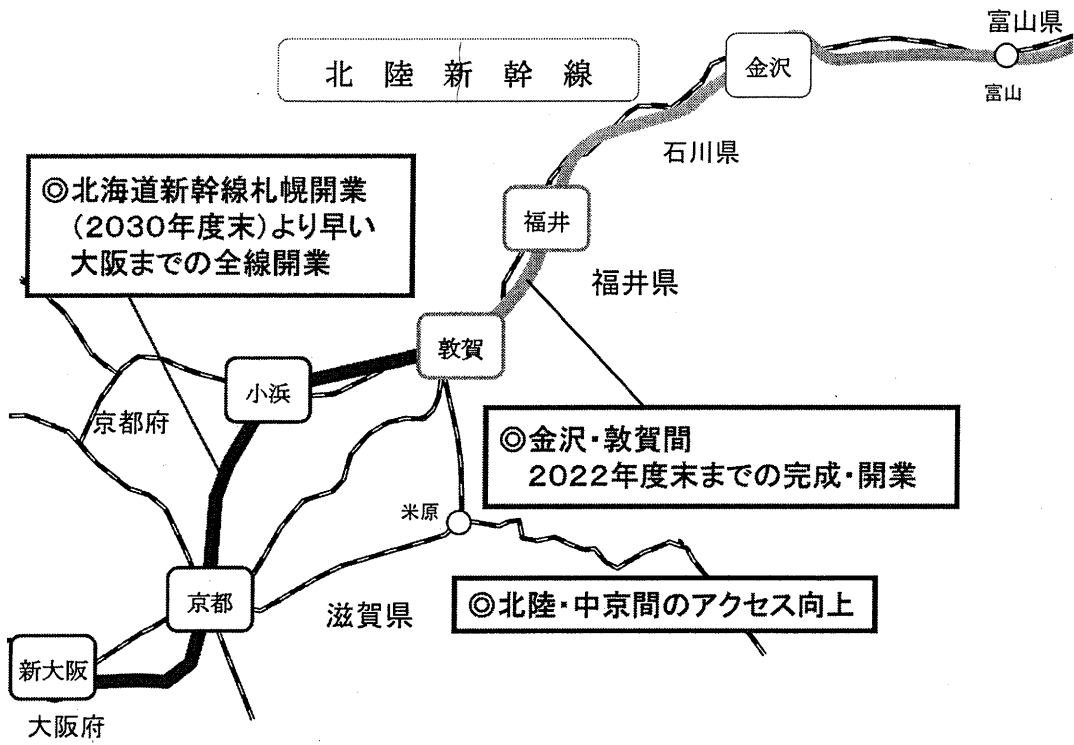 富山県
北陸新幹線
金沢
富山
石川県
◎北海道新幹線札幌開業
(2030年度末)より早い
大阪までの全線開業
福井
福井県
敦賀
小浜
京都府
◎金沢・敦賀間
2022年度末までの完成・開業
米原
京都
滋賀県
◎北陸・中京間のアクセス向上
新大阪
大阪府